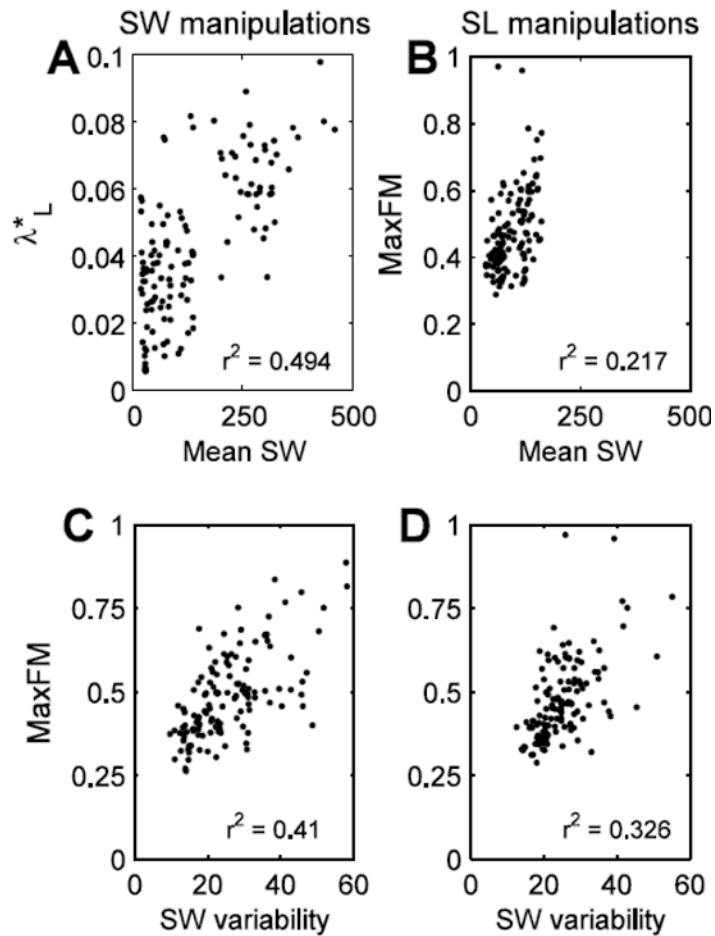 SW manipulations
SL manipulations
A
B
0.1
0.08
0.06
0.04
0.02
0
λ*L
r² = 0.494
0 250 500
Mean SW
1
0.8
0.6
0.4
0.2
0
MaxFM
r² = 0.217
0 250 500
Mean SW
C
D
1
0.75
0.5
0.25
0
MaxFM
r² = 0.41
0 20 40 60
SW variability
1
0.75
0.5
0.25
0
r² = 0.326
0 20 40 60
SW variability